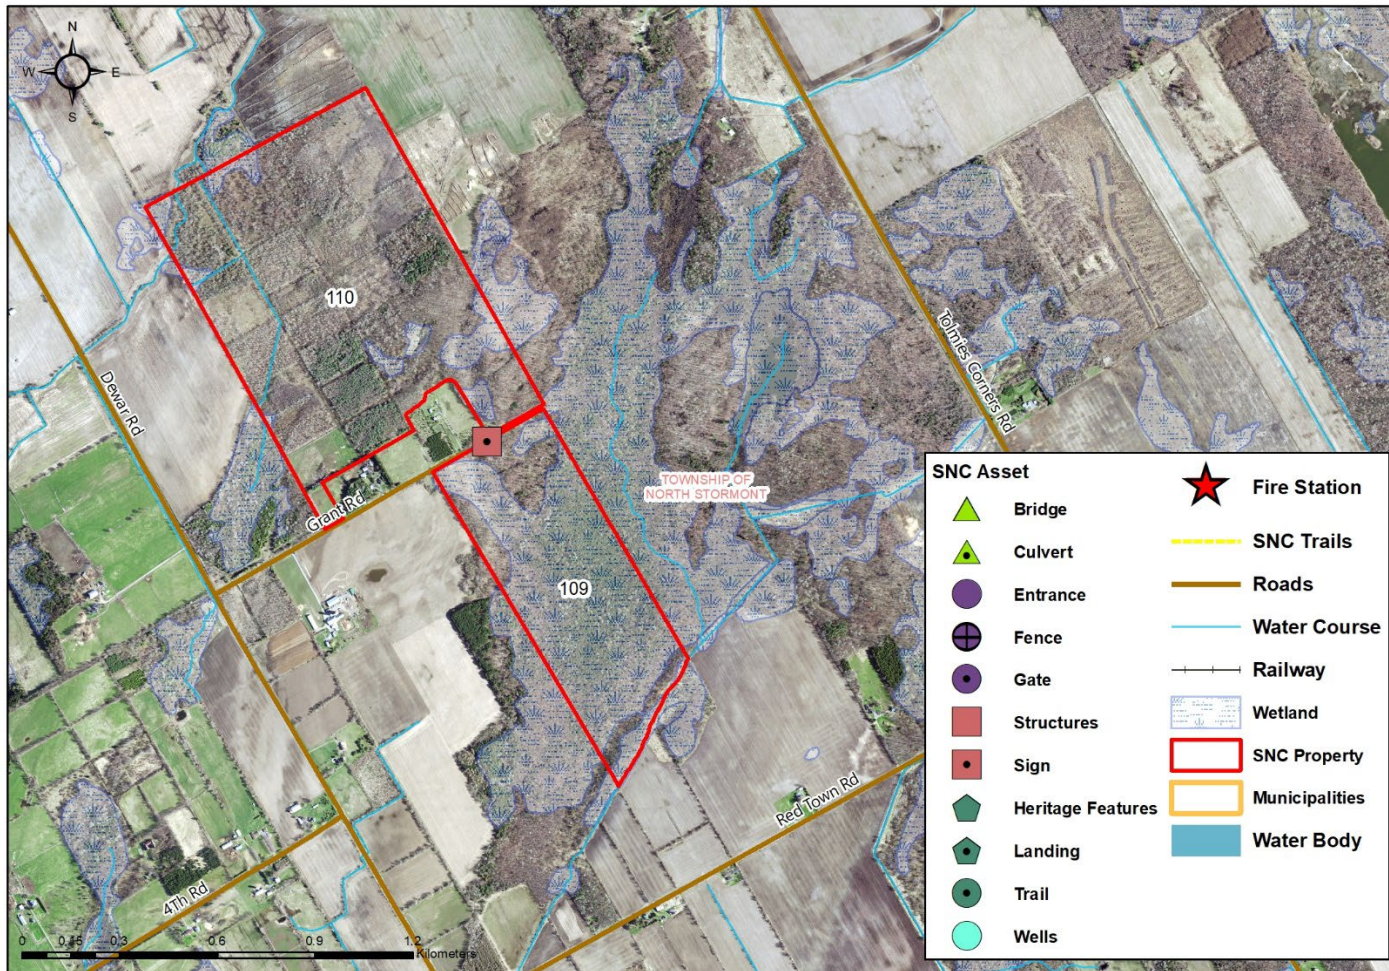 N
W
E
S
110
Dewar Rd
Tolmies Corners Rd
TOWNSHIP OF
NORTH STORMONT
Grant Rd
109
Red Town Rd
4Th Rd
0 0.15 0.3 0.6 0.9 1.2
Kilometers
SNC Asset
Bridge
Culvert
Entrance
Fence
Gate
Structures
Sign
Heritage Features
Landing
Trail
Wells
Fire Station
SNC Trails
Roads
Water Course
Railway
Wetland
SNC Property
Municipalities
Water Body